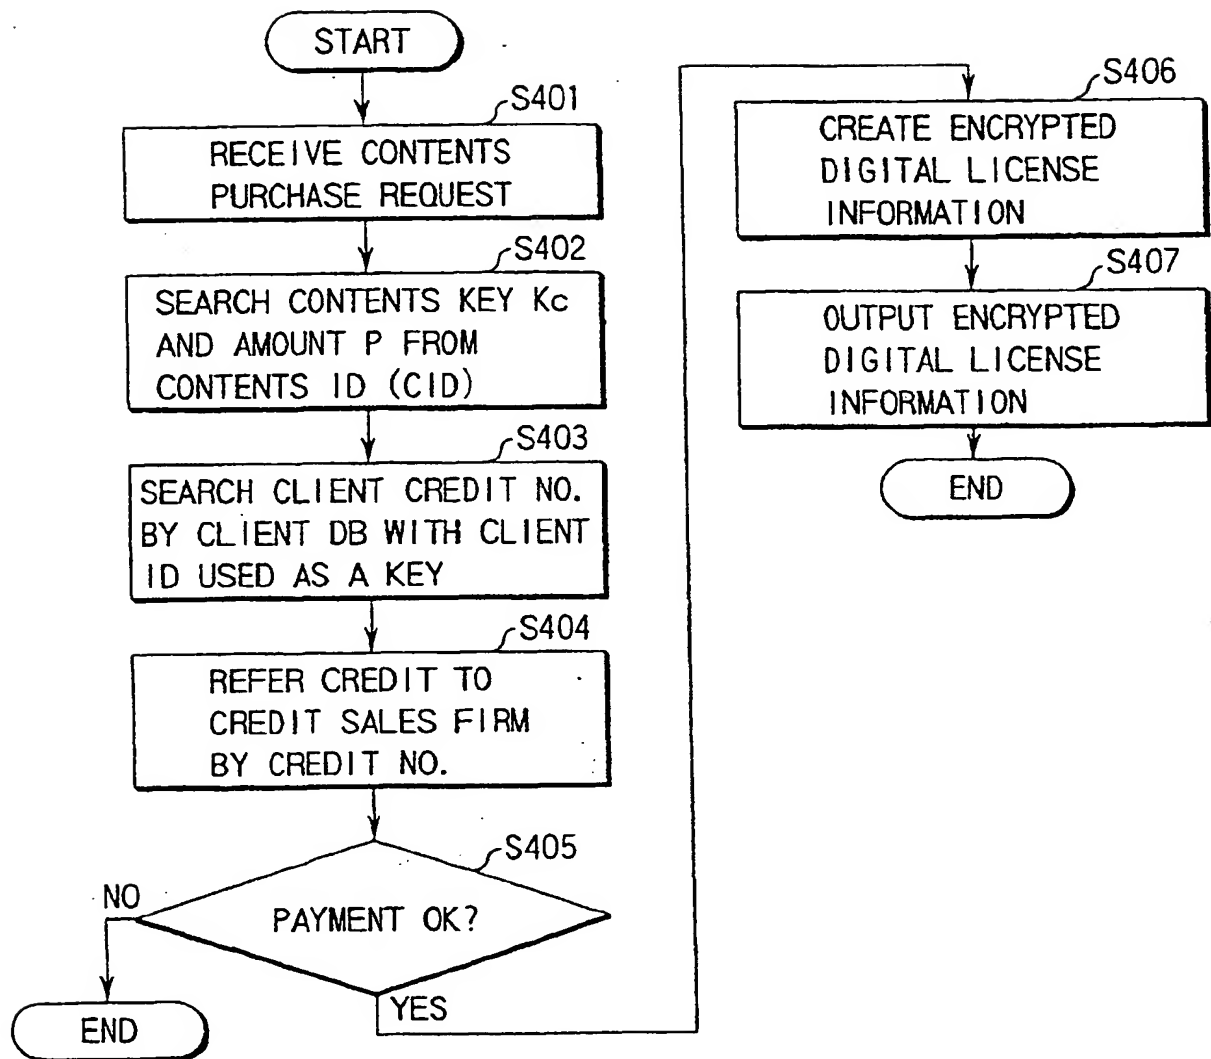 START
S401
RECEIVE CONTENTS
PURCHASE REQUEST
S402
SEARCH CONTENTS KEY Kc
AND AMOUNT P FROM
CONTENTS ID (CID)
S403
SEARCH CLIENT CREDIT NO.
BY CLIENT DB WITH CLIENT
ID USED AS A KEY
S404
REFER CREDIT TO
CREDIT SALES FIRM
BY CREDIT NO.
S405
PAYMENT OK?
NO
END
YES
S406
CREATE ENCRYPTED
DIGITAL LICENSE
INFORMATION
S407
OUTPUT ENCRYPTED
DIGITAL LICENSE
INFORMATION
END